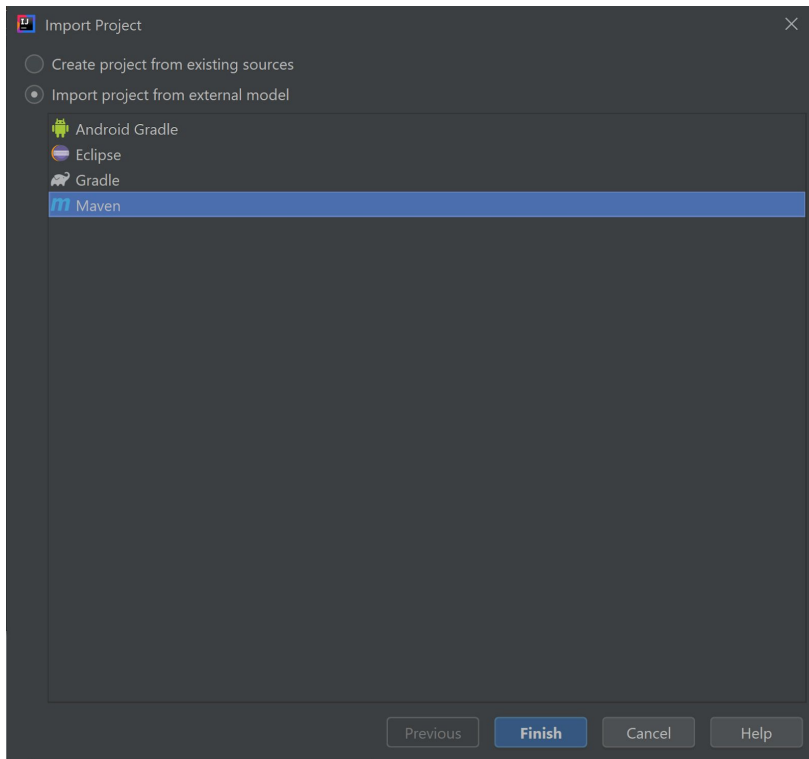 Import Project
Create project from existing sources
Import project from external model
Android Gradle
Eclipse
Gradle
Maven
Previous Finish Cancel Help